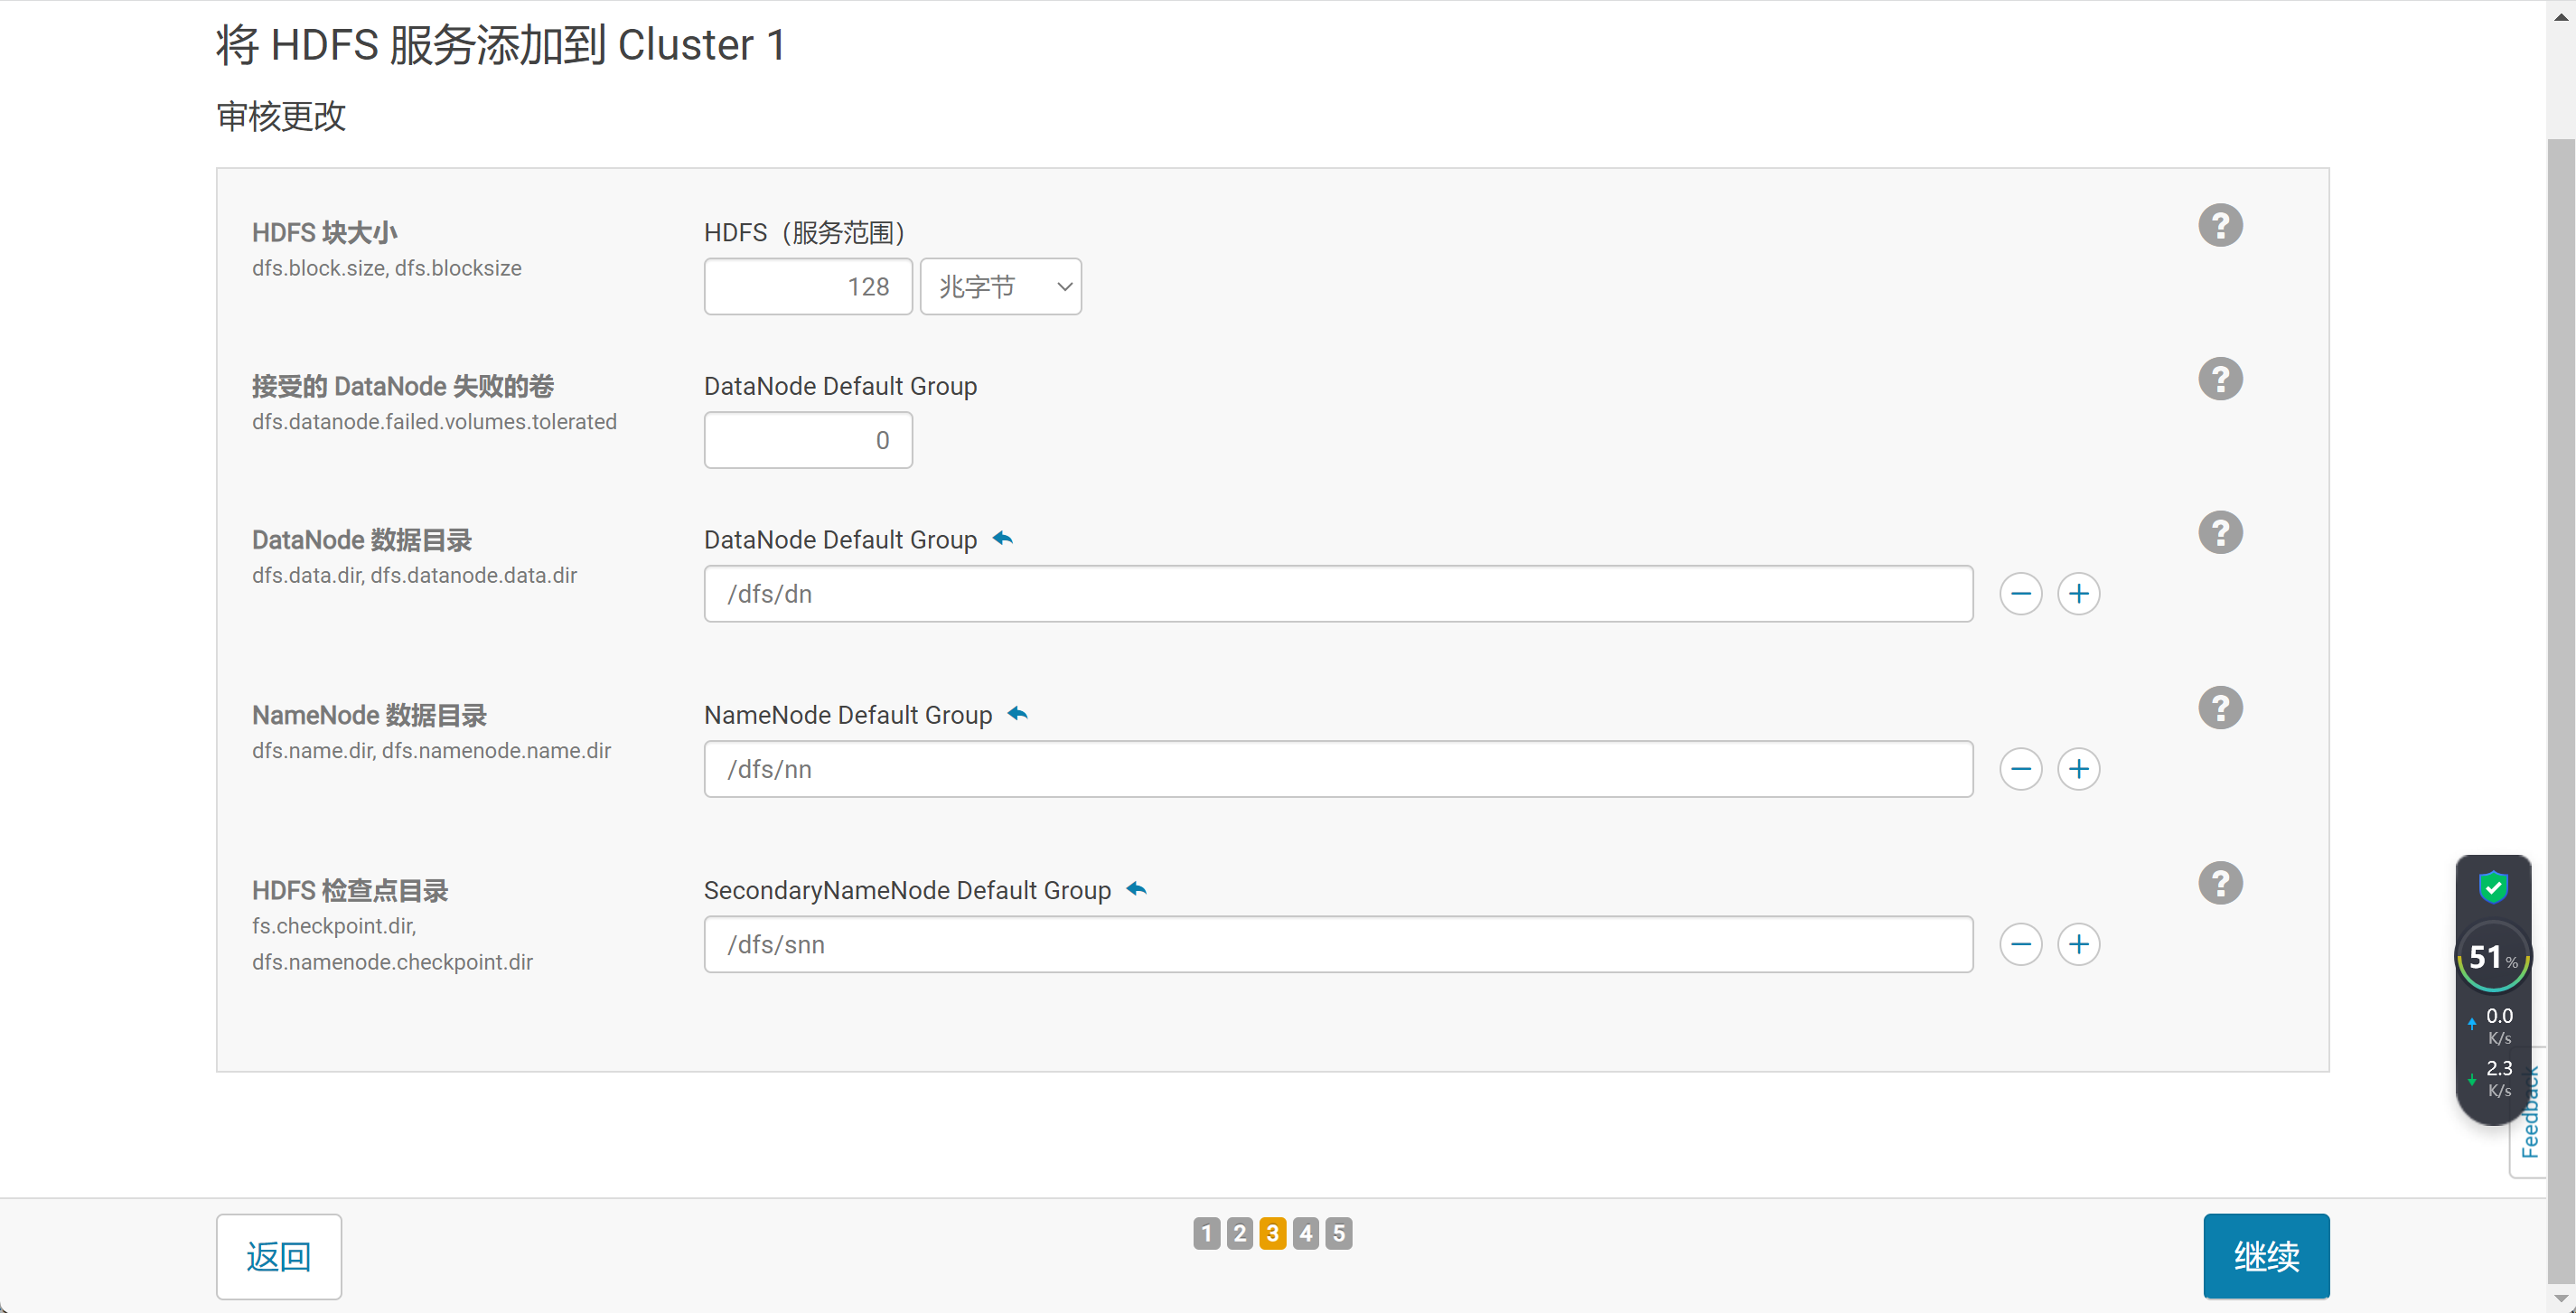 将 HDFS 服务添加到 Cluster 1
审核更改
HDFS 块大小
dfs.block.size, dfs.blocksize
HDFS（服务范围）
128
兆字节
接受的 DataNode 失败的卷
dfs.datanode.failed.volumes.tolerated
DataNode Default Group
0
DataNode 数据目录
dfs.data.dir, dfs.datanode.data.dir
DataNode Default Group
/dfs/dn
NameNode 数据目录
dfs.name.dir, dfs.namenode.name.dir
NameNode Default Group
/dfs/nn
HDFS 检查点目录
fs.checkpoint.dir,
dfs.namenode.checkpoint.dir
SecondaryNameNode Default Group
/dfs/snn
51%
0.0
K/s
2.3
K/s
Feedback
返回
1 2 3 4 5
继续